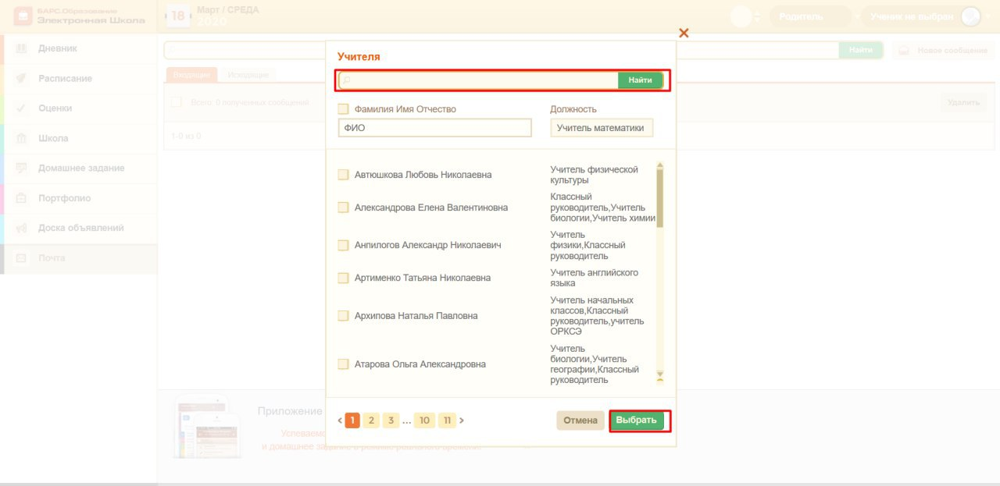 БАРС.Образование
Электронная Школа
18
Март / СРЕДА
2020
Родитель
Ученик не выбран
Дневник
Расписание
Оценки
Школа
Домашнее задание
Портфолио
Доска объявлений
Почта
Найти
Новое сообщение
Входящие
Исходящие
Всего: 0 полученных сообщений
Удалить
1-0 из 0
Учителя
Найти
Фамилия Имя Отчество
Должность
ФИО
Учитель математики
Автюшкова Любовь Николаевна
Учитель физической
культуры
Александрова Елена Валентиновна
Классный
руководитель,Учитель
биологии,Учитель химии
Анпилогов Александр Николаевич
Учитель
физики,Классный
руководитель
Артименко Татьяна Николаевна
Учитель английского
языка
Архипова Наталья Павловна
Учитель начальных
классов,Классный
руководитель,учитель
ОРКСЭ
Атарова Ольга Александровна
Учитель
биологии,Учитель
географии,Классный
руководитель
‹ 1 2 3 ... 10 11 ›
Отмена
Выбрать
Приложение
и домашнее задание в режиме реального времени.